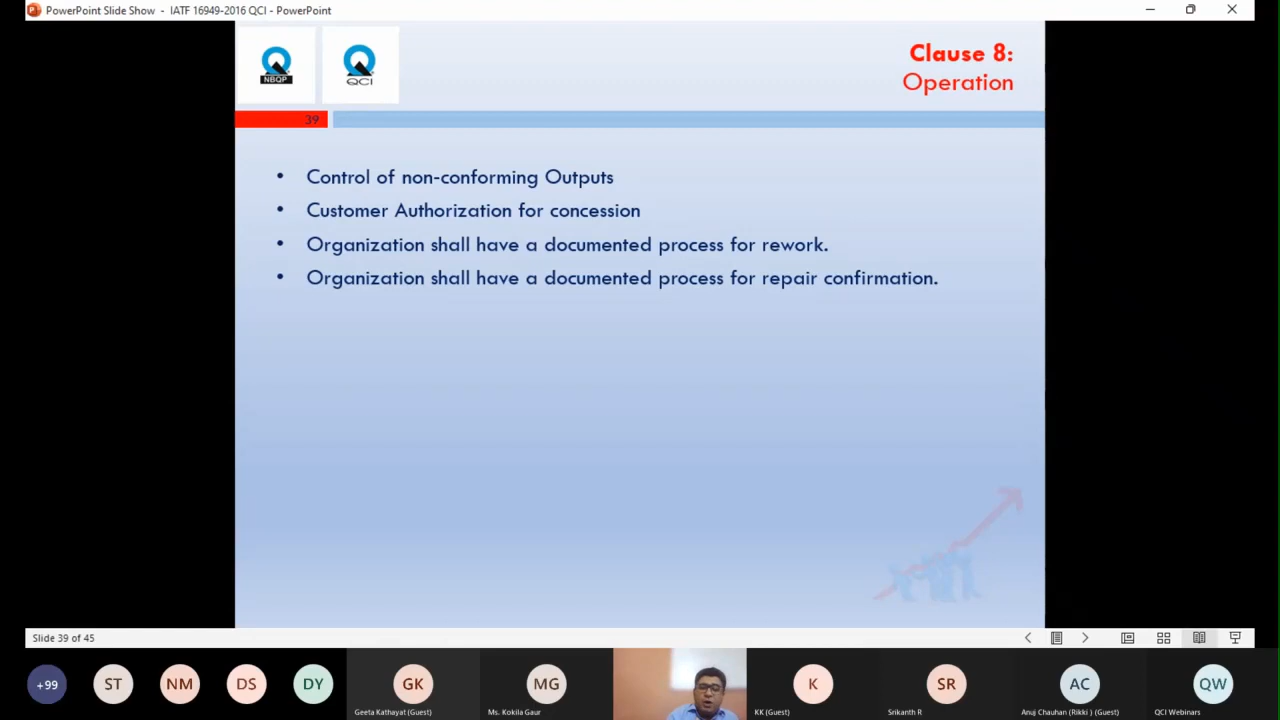 PowerPoint Slide Show - IATF 16949-2016 QCI - PowerPoint
NBQP
QCI
Clause 8:
Operation
39
• Control of non-conforming Outputs
• Customer Authorization for concession
• Organization shall have a documented process for rework.
• Organization shall have a documented process for repair confirmation.
Slide 39 of 45
+99
ST
NM
DS
DY
GK
MG
K
SR
AC
QW
Geeta Kathayat (Guest)
Ms. Kokila Gaur
KK (Guest)
Srikanth R
Anuj Chauhan (Rikki ) (Guest)
QCI Webinars